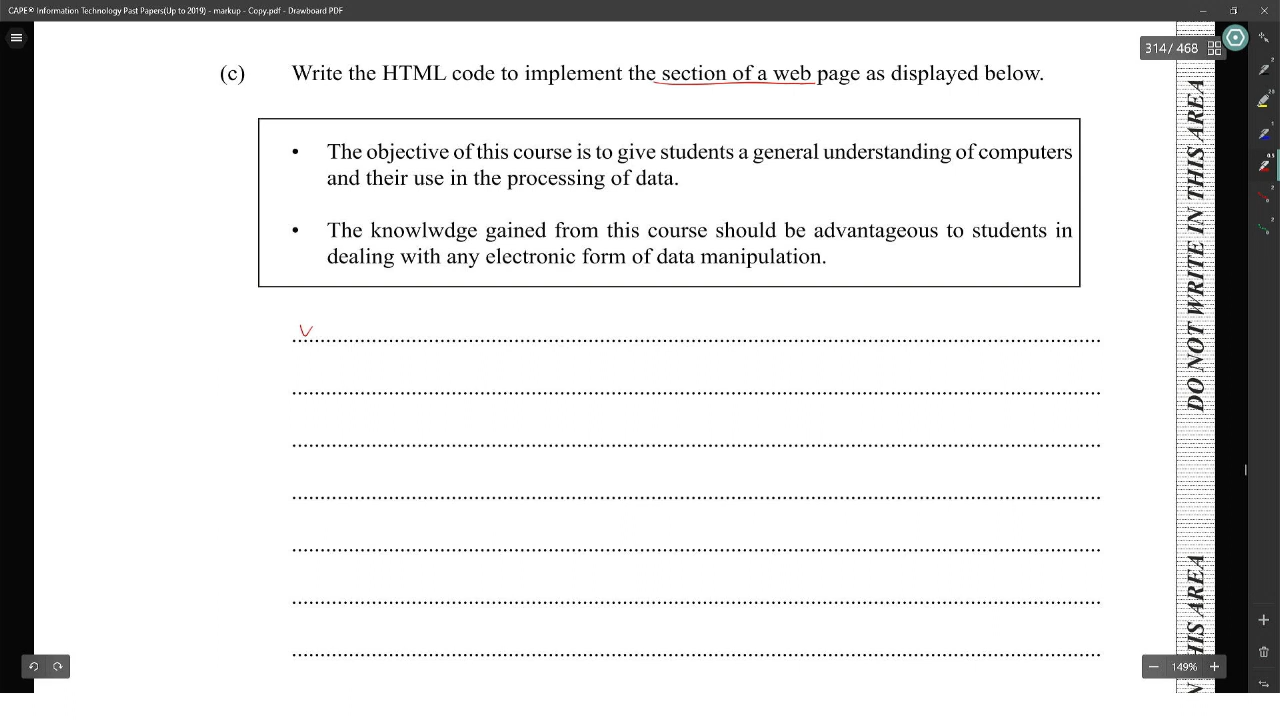 CAPE® Information Technology Past Papers(Up to 2019) - markup - Copy.pdf - Drawboard PDF
314 / 468
(c) Write the HTML code to implement the section of a web page as displayed below.
• The objective of the course is to give students a general understanding of computers
and their use in the processing of data.
• The knowlwdge gained from this course should be advantageous to students in
dealing with any electronic form of data manipulation.
DO NOT WRITE IN THIS AREA
HIS AREA
149%